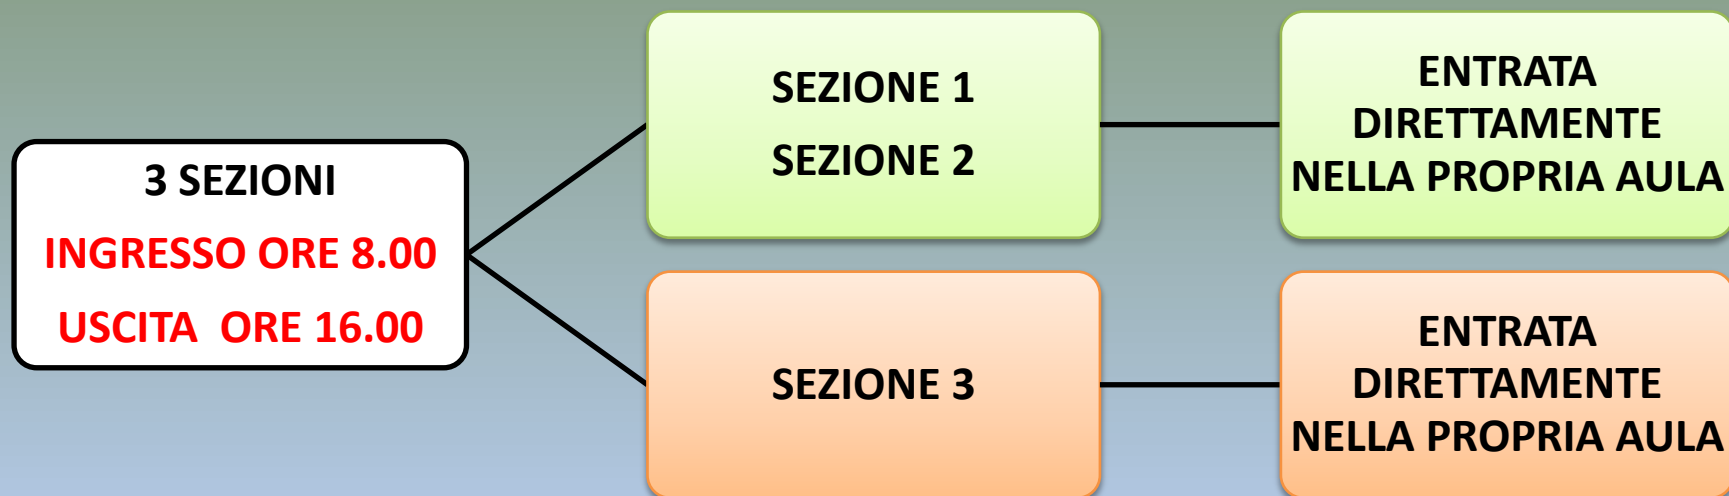 3 SEZIONI
INGRESSO ORE 8.00
USCITA ORE 16.00
SEZIONE 1
SEZIONE 2
ENTRATA
DIRETTAMENTE
NELLA PROPRIA AULA
SEZIONE 3
ENTRATA
DIRETTAMENTE
NELLA PROPRIA AULA